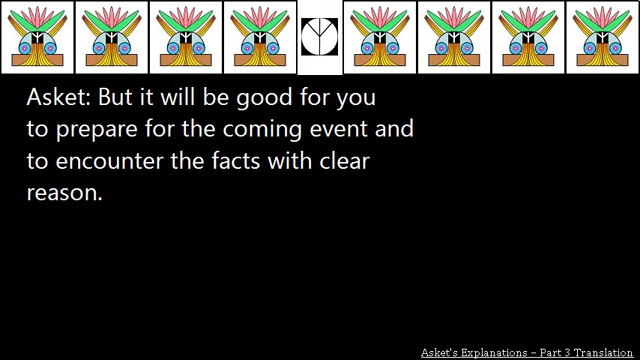 Asket: But it will be good for you
to prepare for the coming event and
to encounter the facts with clear
reason.
Asket's Explanations – Part 3 Translation